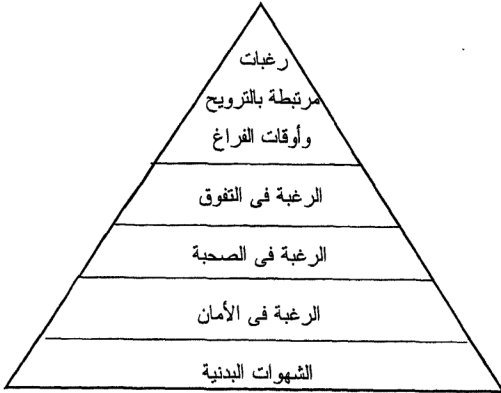 رغبات
مرتبطة بالترويح
وأوقات الفراغ
الرغبة فى التفوق
الرغبة فى الصحبة
الرغبة فى الأمان
الشهوات البدنية